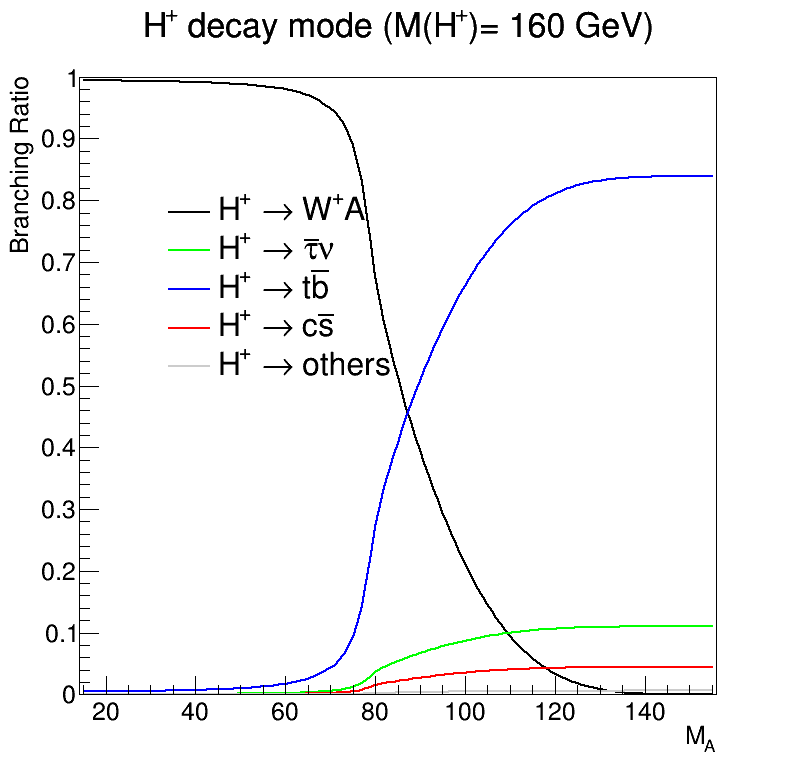 H⁺ decay mode (M(H⁺)= 160 GeV)
Branching Ratio
1
0.9
0.8
0.7
0.6
0.5
0.4
0.3
0.2
0.1
0
H⁺ → W⁺A
H⁺ → τ̅ν
H⁺ → tb̅
H⁺ → cs̅
H⁺ → others
20 40 60 80 100 120 140
M_A